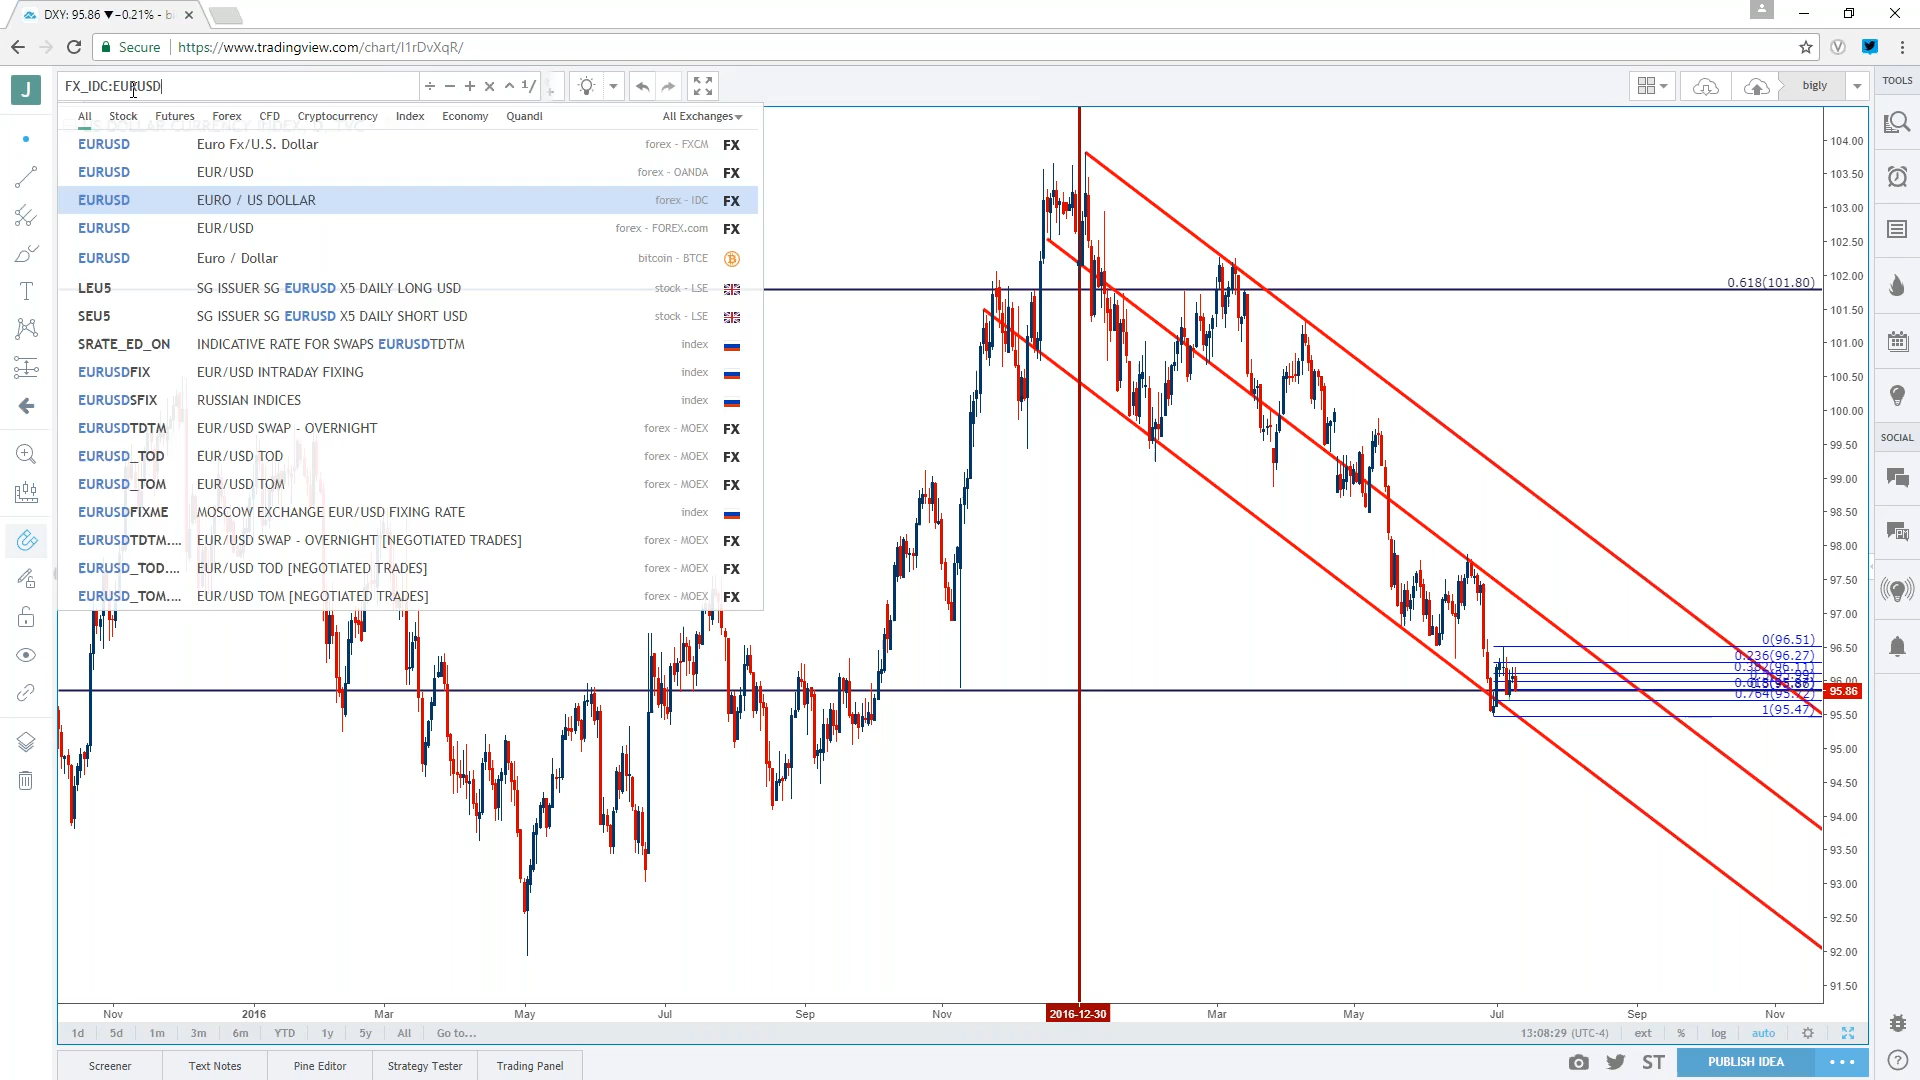 DXY: 95.86 ▼−0.21% - b
Secure | https://www.tradingview.com/chart/I1rDvXqR/
J
FX_IDC:EURUSD
÷ − + × ^ 1/
bigly
TOOLS
All Stock Futures Forex CFD Cryptocurrency Index Economy Quandl All Exchanges
EURUSD Euro Fx/U.S. Dollar forex - FXCM FX
EURUSD EUR/USD forex - OANDA FX
EURUSD EURO / US DOLLAR forex - IDC FX
EURUSD EUR/USD forex - FOREX.com FX
EURUSD Euro / Dollar bitcoin - BTCE
LEU5 SG ISSUER SG EURUSD X5 DAILY LONG USD stock - LSE
SEU5 SG ISSUER SG EURUSD X5 DAILY SHORT USD stock - LSE
SRATE_ED_ON INDICATIVE RATE FOR SWAPS EURUSDTDTM index
EURUSDFIX EUR/USD INTRADAY FIXING index
EURUSDSFIX RUSSIAN INDICES index
EURUSDTDTM EUR/USD SWAP - OVERNIGHT forex - MOEX FX
EURUSD_TOD EUR/USD TOD forex - MOEX FX
EURUSD_TOM EUR/USD TOM forex - MOEX FX
EURUSDFIXME MOSCOW EXCHANGE EUR/USD FIXING RATE index
EURUSDTDTM.... EUR/USD SWAP - OVERNIGHT [NEGOTIATED TRADES] forex - MOEX FX
EURUSD_TOD.... EUR/USD TOD [NEGOTIATED TRADES] forex - MOEX FX
EURUSD_TOM.... EUR/USD TOM [NEGOTIATED TRADES] forex - MOEX FX
0.618(101.80)
0(96.51)
0.236(96.27)
1(95.47)
104.00
103.50
103.00
102.50
102.00
101.50
101.00
100.50
100.00
99.50
99.00
98.50
98.00
97.50
97.00
96.50
96.00
95.86
95.50
95.00
94.50
94.00
93.50
93.00
92.50
92.00
91.50
SOCIAL
Nov 2016 Mar May Jul Sep Nov 2016-12-30 Mar May Jul Sep Nov
1d 5d 1m 3m 6m YTD 1y 5y All Go to... 13:08:29 (UTC-4) ext % log auto
Screener Text Notes Pine Editor Strategy Tester Trading Panel ST PUBLISH IDEA